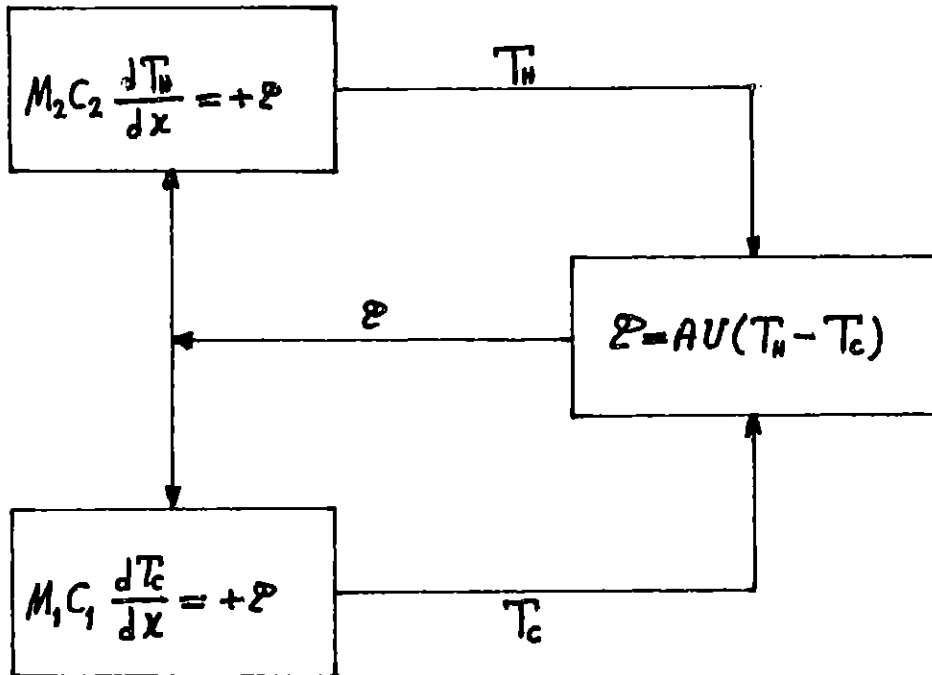 M₂C₂ dT_H/dx = +Q
T_H
Q
Q=AU(T_H - T_C)
M₁C₁ dT_C/dx = +Q
T_C